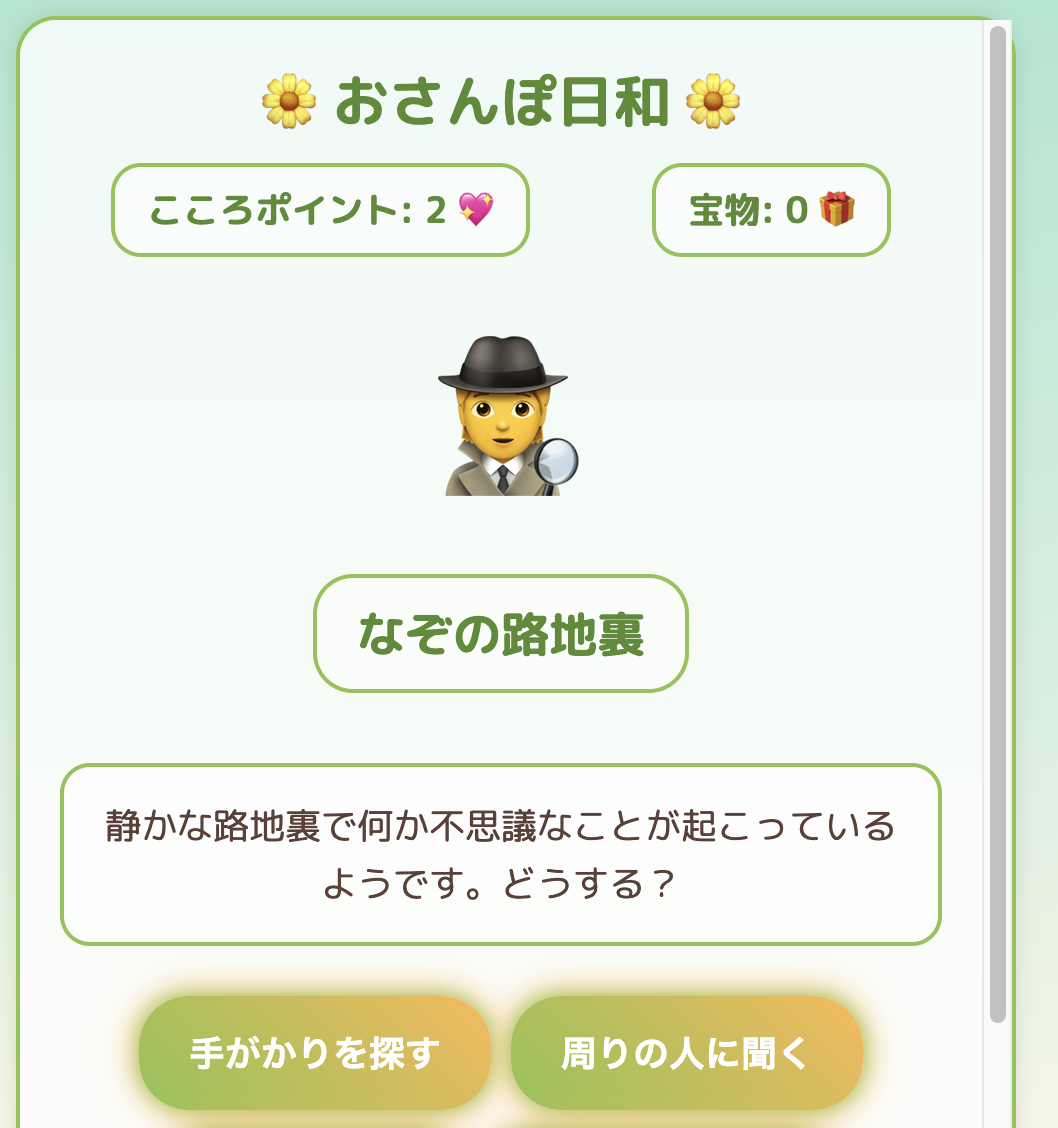 おさんぽ日和
こころポイント: 2
宝物: 0
なぞの路地裏
静かな路地裏で何か不思議なことが起こっている
ようです。どうする？
手がかりを探す
周りの人に聞く